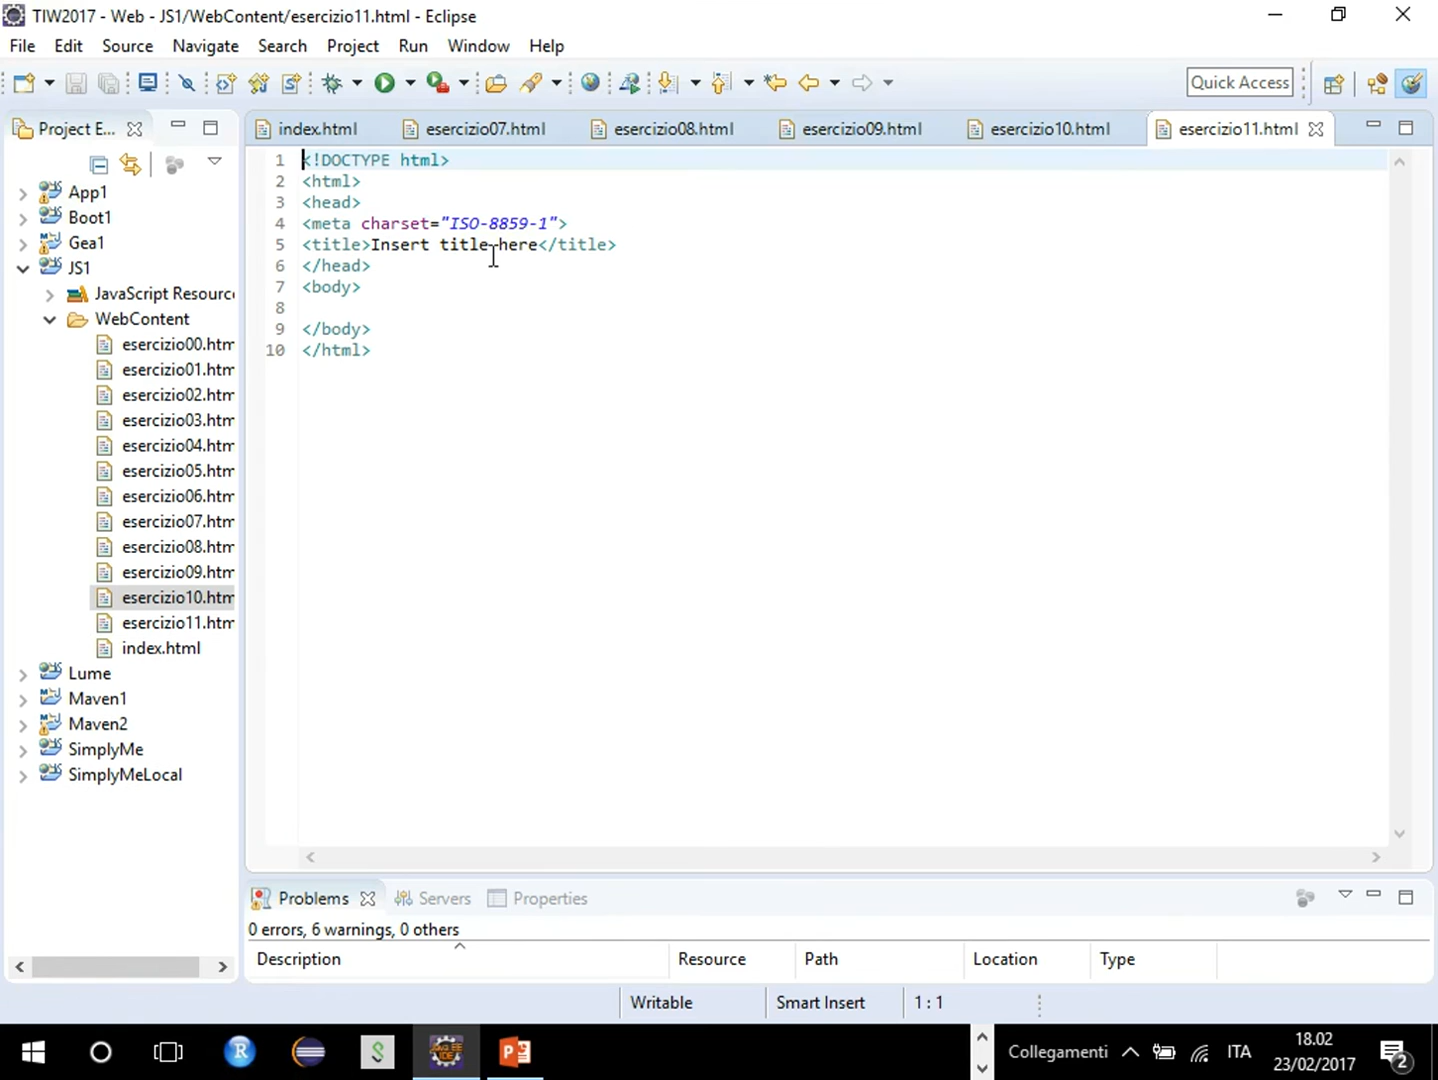 TIW2017 - Web - JS1/WebContent/esercizio11.html - Eclipse
File Edit Source Navigate Search Project Run Window Help
Quick Access
Project E...
index.html esercizio07.html esercizio08.html esercizio09.html esercizio10.html esercizio11.html
App1
Boot1
Gea1
JS1
JavaScript Resourc
WebContent
esercizio00.htm
esercizio01.htm
esercizio02.htm
esercizio03.htm
esercizio04.htm
esercizio05.htm
esercizio06.htm
esercizio07.htm
esercizio08.htm
esercizio09.htm
esercizio10.htm
esercizio11.htm
index.html
Lume
Maven1
Maven2
SimplyMe
SimplyMeLocal
1 <!DOCTYPE html>
2 <html>
3 <head>
4 <meta charset="ISO-8859-1">
5 <title>Insert title here</title>
6 </head>
7 <body>
8
9 </body>
10 </html>
Problems Servers Properties
0 errors, 6 warnings, 0 others
Description Resource Path Location Type
Writable Smart Insert 1 : 1
R S JAVA EE IDE P Collegamenti ITA 18.02
23/02/2017 2